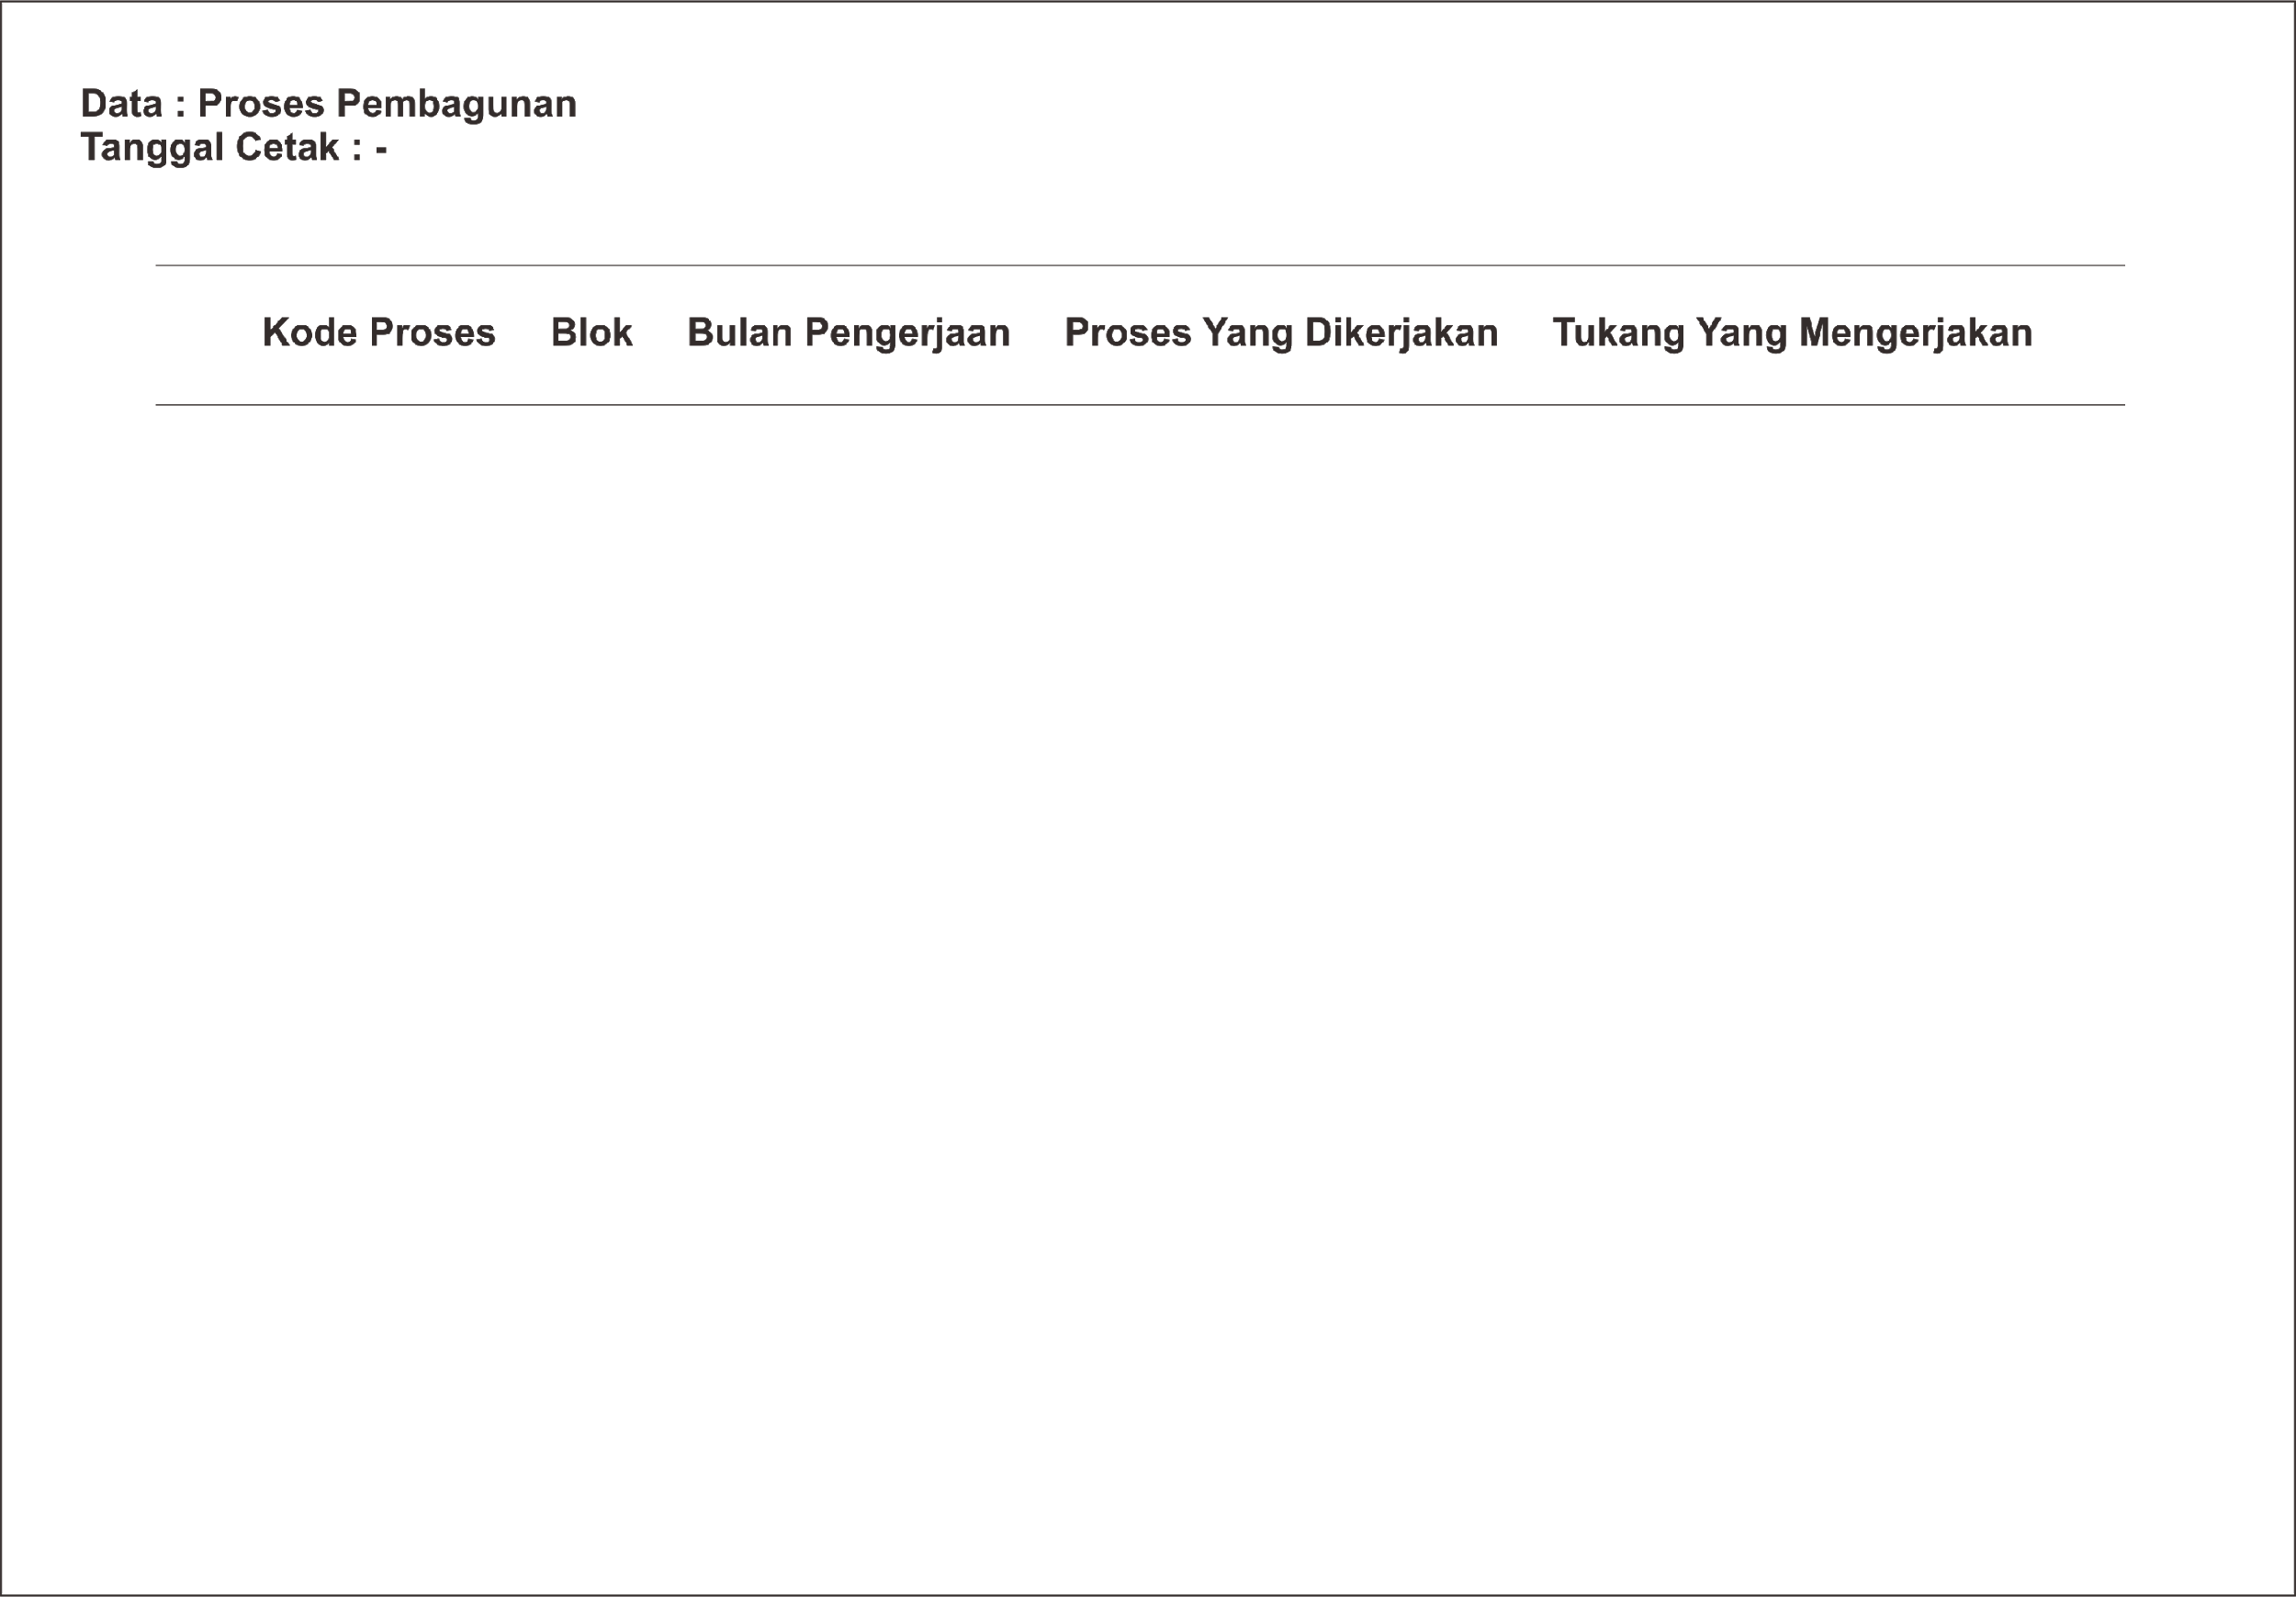 Data : Proses Pembagunan
Tanggal Cetak : -
Kode Proses Blok Bulan Pengerjaan Proses Yang Dikerjakan Tukang Yang Mengerjakan